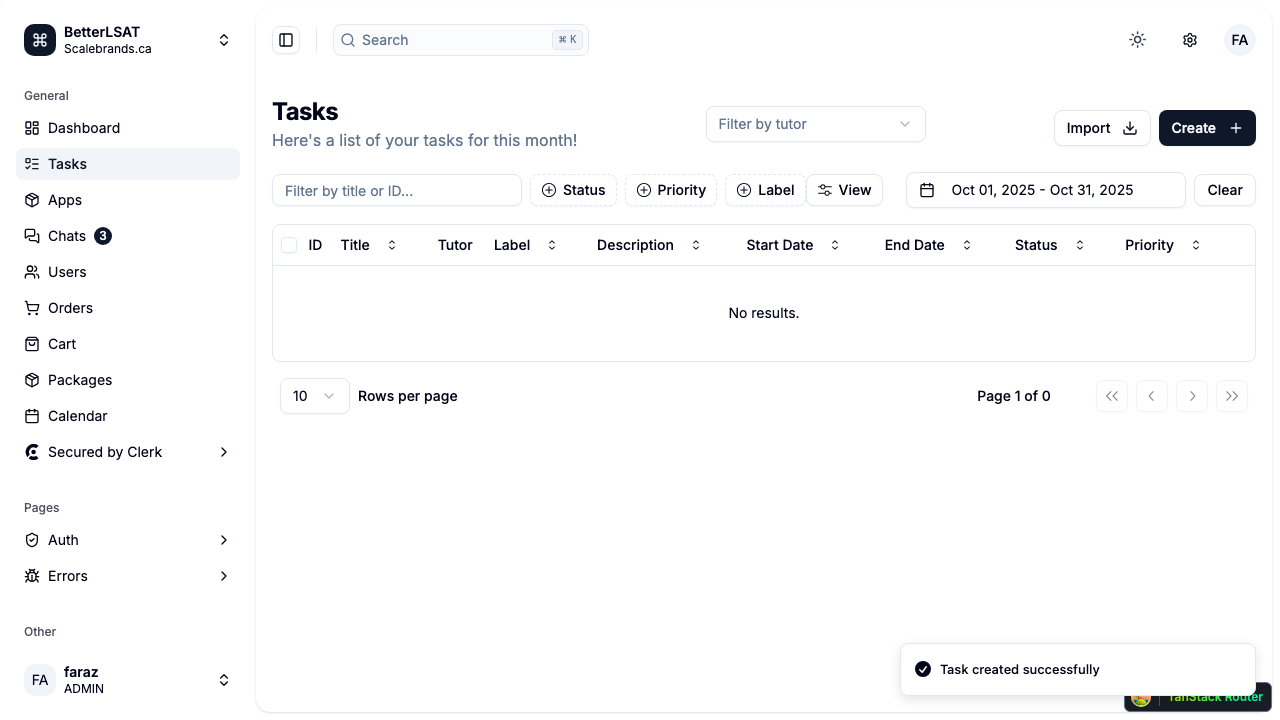 BetterLSAT
Scalebrands.ca
General
Dashboard
Tasks
Apps
Chats 3
Users
Orders
Cart
Packages
Calendar
Secured by Clerk
Pages
Auth
Errors
Other
FA
faraz
ADMIN
Search ⌘ K
FA
Tasks
Here's a list of your tasks for this month!
Filter by tutor
Import
Create
Filter by title or ID...
Status
Priority
Label
View
Oct 01, 2025 - Oct 31, 2025
Clear
ID Title Tutor Label Description Start Date End Date Status Priority
No results.
10 Rows per page
Page 1 of 0
Task created successfully
TanStack Router